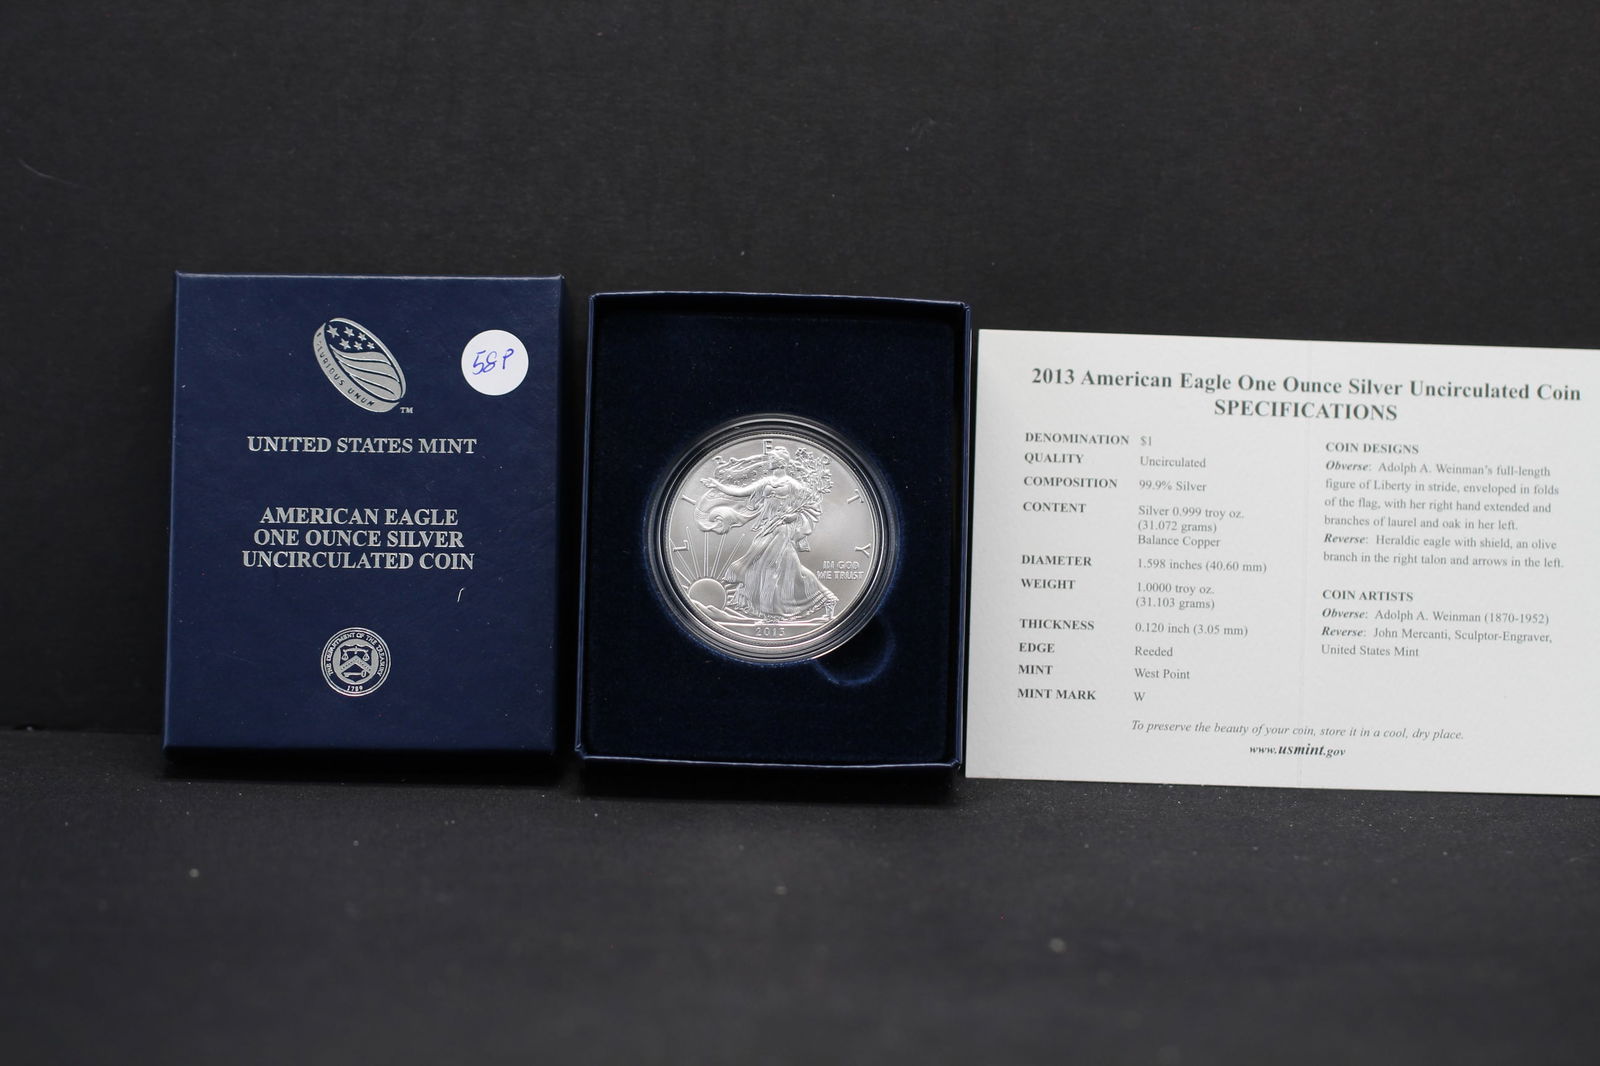 E PLURIBUS UNUM
™
58P
UNITED STATES MINT
AMERICAN EAGLE
ONE OUNCE SILVER
UNCIRCULATED COIN
THE DEPARTMENT OF THE TREASURY
1789
LIBERTY
IN GOD
WE TRUST
2013
2013 American Eagle One Ounce Silver Uncirculated Coin
SPECIFICATIONS
DENOMINATION $1
QUALITY Uncirculated
COMPOSITION 99.9% Silver
CONTENT Silver 0.999 troy oz.
(31.072 grams)
Balance Copper
DIAMETER 1.598 inches (40.60 mm)
WEIGHT 1.0000 troy oz.
(31.103 grams)
THICKNESS 0.120 inch (3.05 mm)
EDGE Reeded
MINT West Point
MINT MARK W
COIN DESIGNS
Obverse: Adolph A. Weinman's full-length
figure of Liberty in stride, enveloped in folds
of the flag, with her right hand extended and
branches of laurel and oak in her left.
Reverse: Heraldic eagle with shield, an olive
branch in the right talon and arrows in the left.
COIN ARTISTS
Obverse: Adolph A. Weinman (1870-1952)
Reverse: John Mercanti, Sculptor-Engraver,
United States Mint
To preserve the beauty of your coin, store it in a cool, dry place.
www.usmint.gov